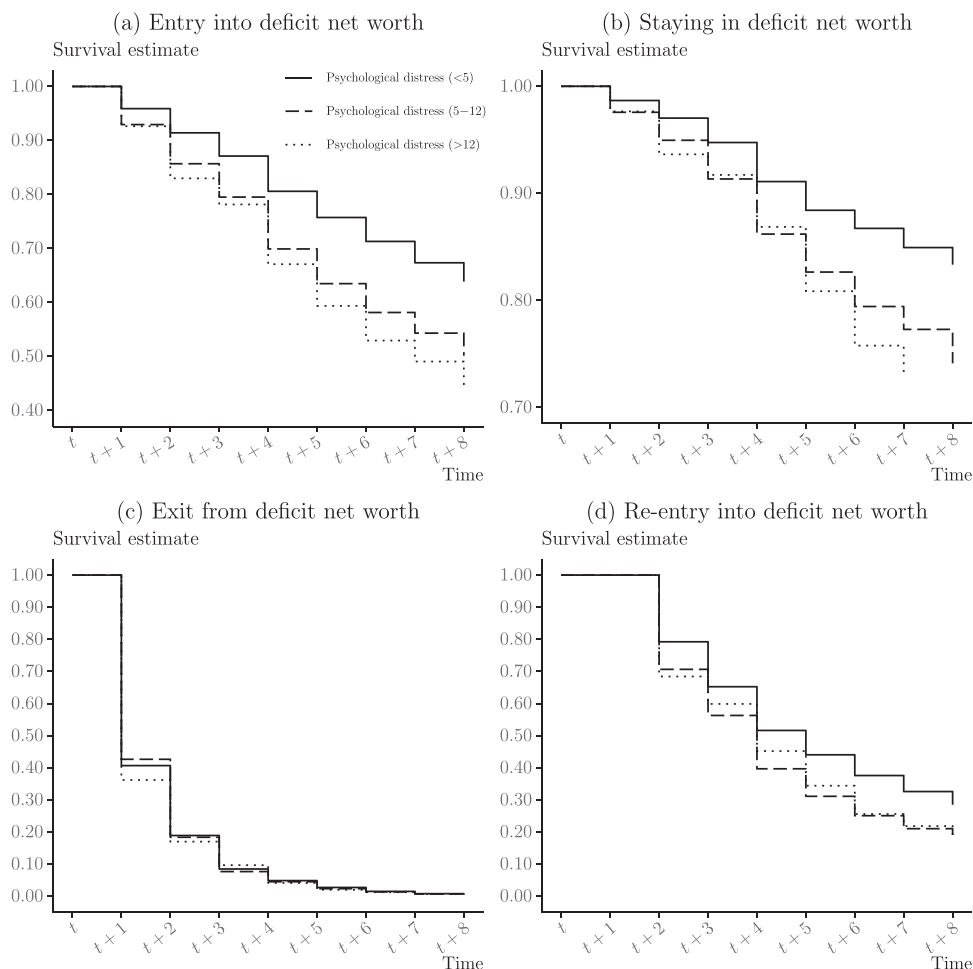 (a) Entry into deficit net worth
Survival estimate
1.00
0.90
0.80
0.70
0.60
0.50
0.40
Psychological distress (<5)
Psychological distress (5−12)
Psychological distress (>12)
t
t + 1
t + 2
t + 3
t + 4
t + 5
t + 6
t + 7
t + 8
Time
(b) Staying in deficit net worth
Survival estimate
1.00
0.90
0.80
0.70
t
t + 1
t + 2
t + 3
t + 4
t + 5
t + 6
t + 7
t + 8
Time
(c) Exit from deficit net worth
Survival estimate
1.00
0.90
0.80
0.70
0.60
0.50
0.40
0.30
0.20
0.10
0.00
t
t + 1
t + 2
t + 3
t + 4
t + 5
t + 6
t + 7
t + 8
Time
(d) Re-entry into deficit net worth
Survival estimate
1.00
0.90
0.80
0.70
0.60
0.50
0.40
0.30
0.20
0.10
0.00
t
t + 1
t + 2
t + 3
t + 4
t + 5
t + 6
t + 7
t + 8
Time